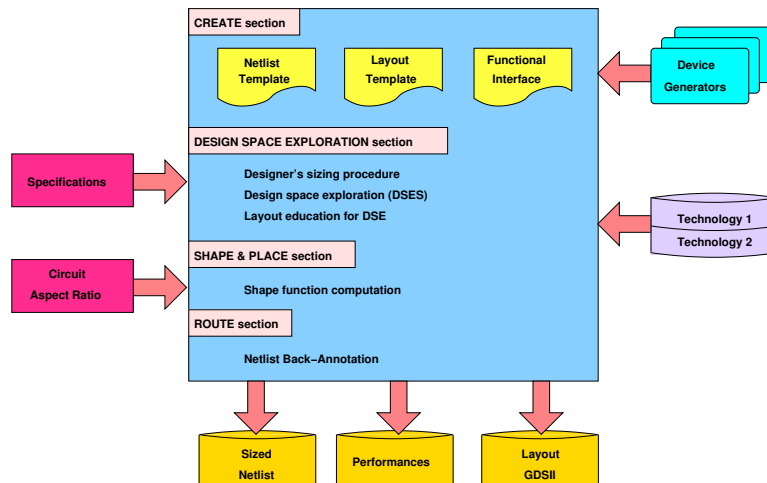 CREATE section
Netlist
Template
Layout
Template
Functional
Interface
Device
Generators
DESIGN SPACE EXPLORATION section
Designer's sizing procedure
Design space exploration (DSES)
Layout education for DSE
Specifications
Technology 1
Technology 2
SHAPE & PLACE section
Shape function computation
Circuit
Aspect Ratio
ROUTE section
Netlist Back−Annotation
Sized
Netlist
Performances
Layout
GDSII